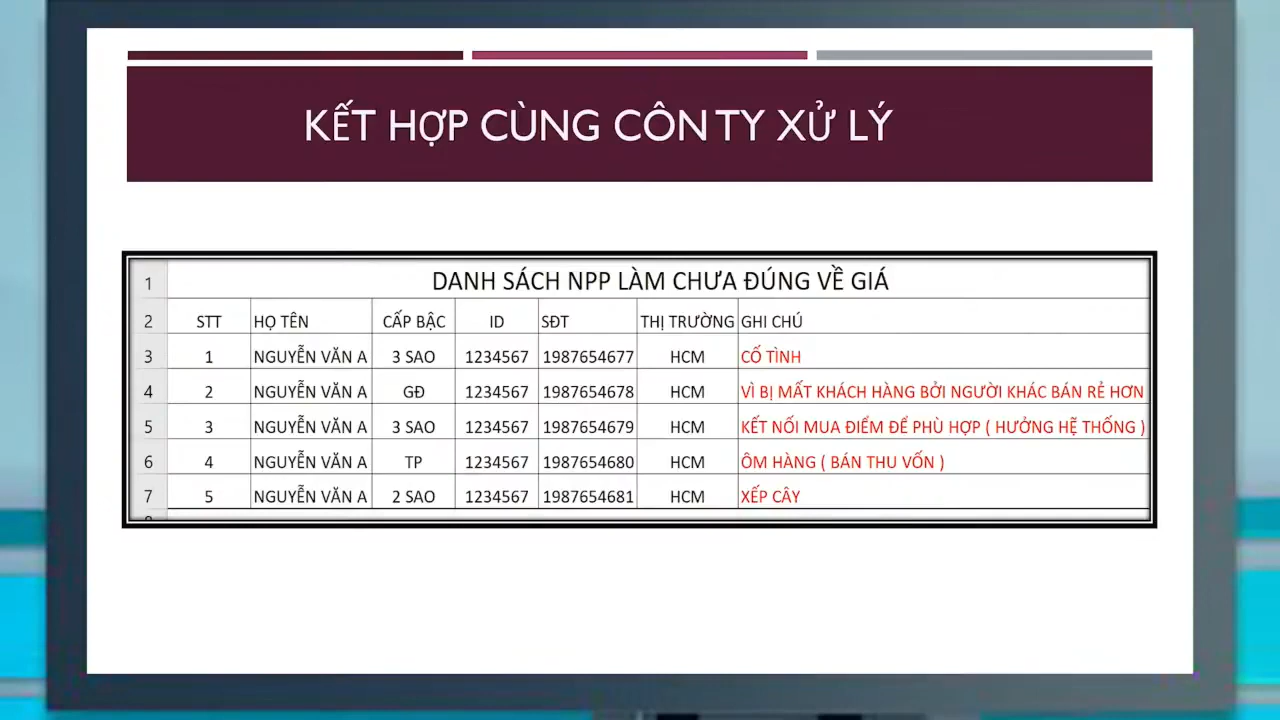 KẾT HỢP CÙNG CÔN TY XỬ LÝ
1 DANH SÁCH NPP LÀM CHƯA ĐÚNG VỀ GIÁ
2 STT HỌ TÊN CẤP BẬC ID SĐT THỊ TRƯỜNG GHI CHÚ
3 1 NGUYỄN VĂN A 3 SAO 1234567 1987654677 HCM CỐ TÌNH
4 2 NGUYỄN VĂN A GĐ 1234567 1987654678 HCM VÌ BỊ MẤT KHÁCH HÀNG BỞI NGƯỜI KHÁC BÁN RẺ HƠN
5 3 NGUYỄN VĂN A 3 SAO 1234567 1987654679 HCM KẾT NỐI MUA ĐIỂM ĐỂ PHÙ HỢP ( HƯỞNG HỆ THỐNG )
6 4 NGUYỄN VĂN A TP 1234567 1987654680 HCM ÔM HÀNG ( BÁN THU VỐN )
7 5 NGUYỄN VĂN A 2 SAO 1234567 1987654681 HCM XẾP CÂY